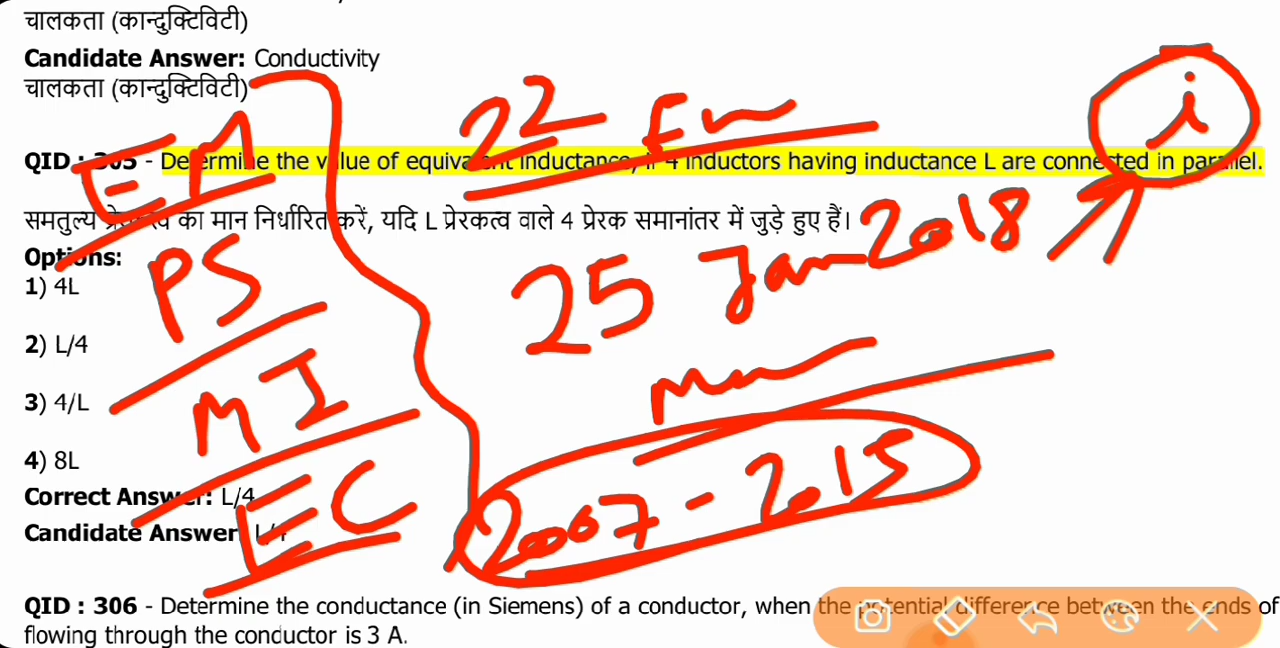 चालकता (कान्दुक्टिविटी)
Candidate Answer: Conductivity
चालकता (कान्दुक्टिविटी)
22 Em
i
EM
QID : 305 - Determine the value of equivalent inductance, if 4 inductors having inductance L are connected in parallel.
समतुल्य प्रेरकत्व का मान निर्धारित करें, यदि L प्रेरकत्व वाले 4 प्रेरक समानांतर में जुड़े हुए हैं।
Options:
25 Jan 2018
PS
1) 4L
2) L/4
MI
3) 4/L
4) 8L
2007 - 2015
EC
Correct Answer: L/4
Candidate Answer: L/4
QID : 306 - Determine the conductance (in Siemens) of a conductor, when the potential difference between the ends of
flowing through the conductor is 3 A.